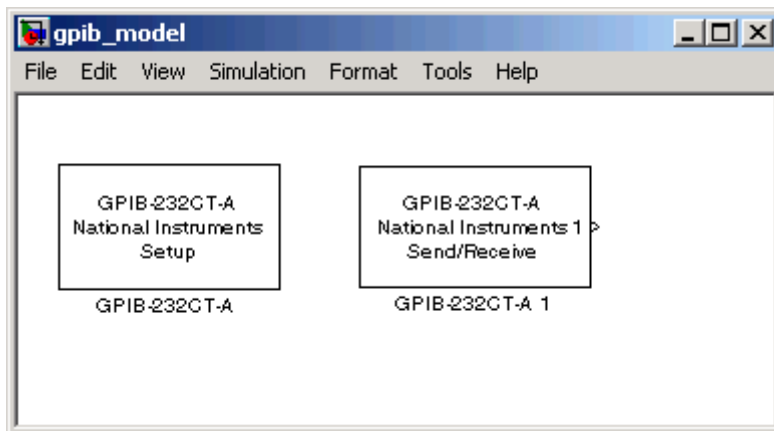 gpib_model
File Edit View Simulation Format Tools Help
GPIB-232CT-A
National Instruments
Setup
GPIB-232CT-A
GPIB-232CT-A
National Instruments 1
Send/Receive
GPIB-232CT-A 1